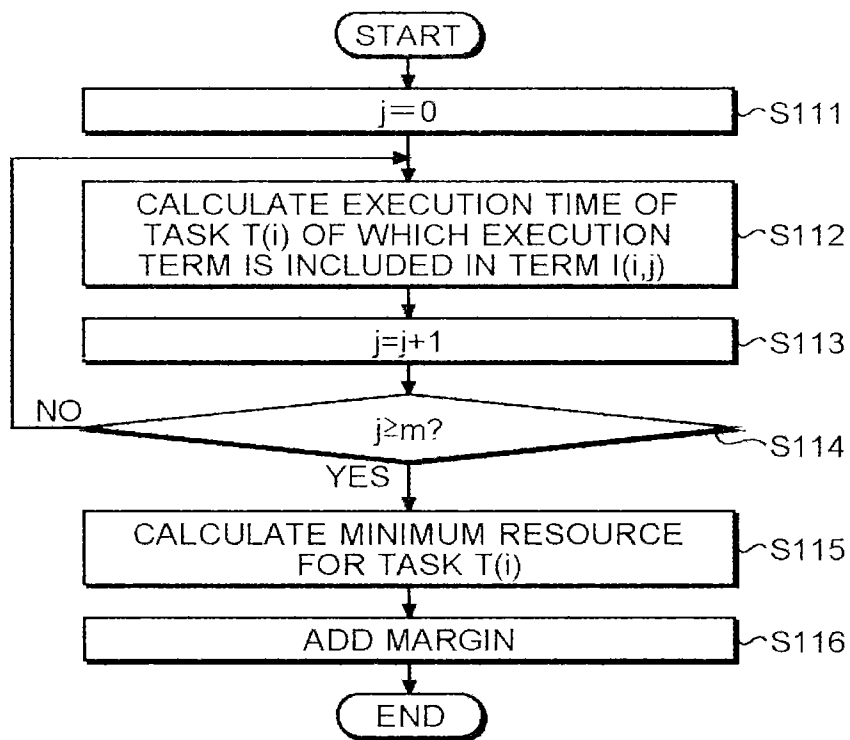 START
j=0
S111
CALCULATE EXECUTION TIME OF
TASK T(i) OF WHICH EXECUTION
TERM IS INCLUDED IN TERM I(i,j)
S112
j=j+1
S113
NO
j≧m?
S114
YES
CALCULATE MINIMUM RESOURCE
FOR TASK T(i)
S115
ADD MARGIN
S116
END